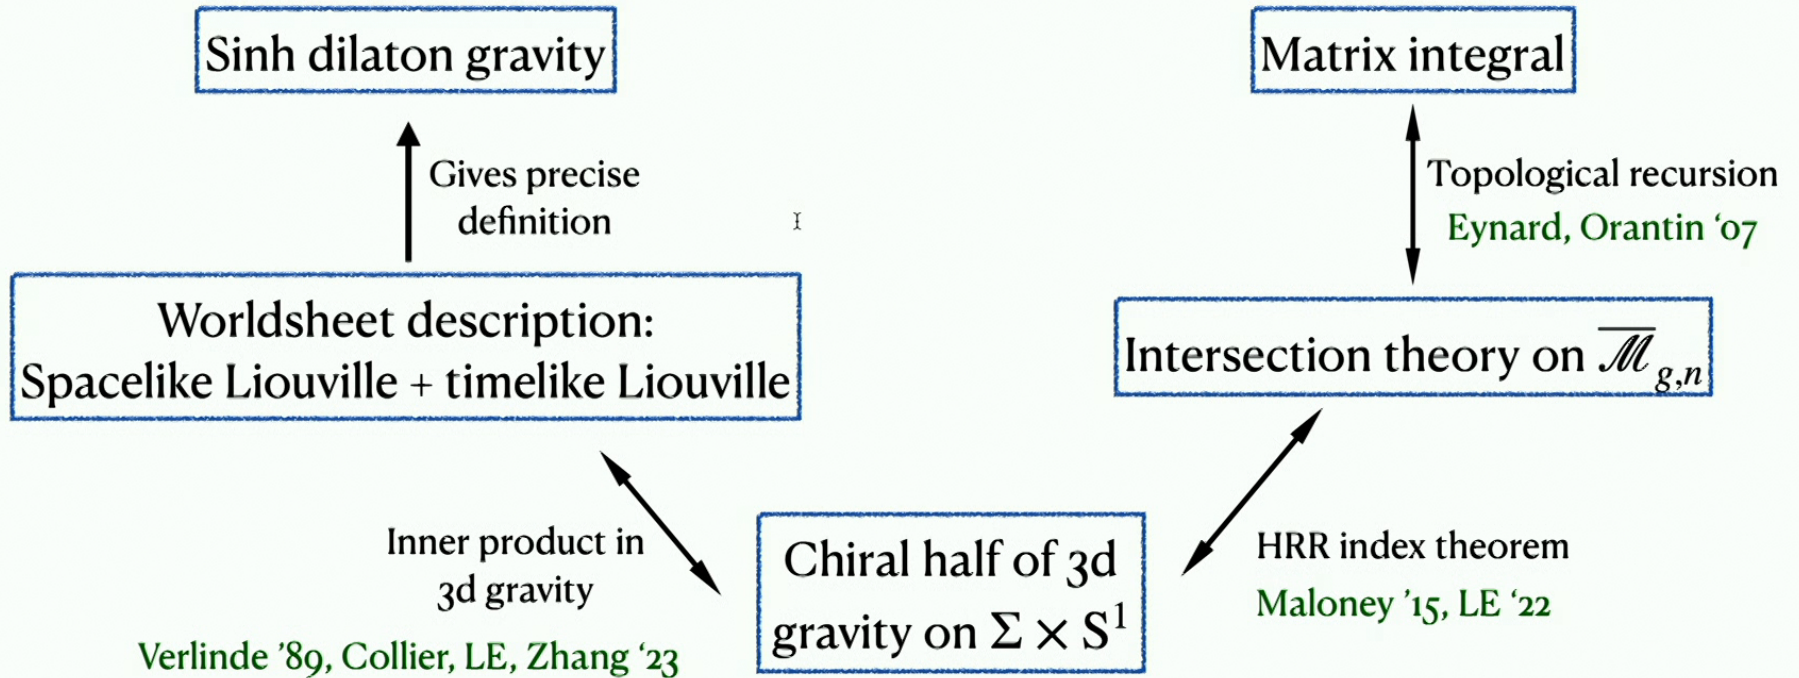 Sinh dilaton gravity
Matrix integral
Gives precise
definition
Topological recursion
Eynard, Orantin ‘07
Worldsheet description:
Spacelike Liouville + timelike Liouville
Intersection theory on $\overline{\mathcal{M}}_{g,n}$
Inner product in
3d gravity
Verlinde ’89, Collier, LE, Zhang ‘23
Chiral half of 3d
gravity on Σ × S¹
HRR index theorem
Maloney ’15, LE ‘22